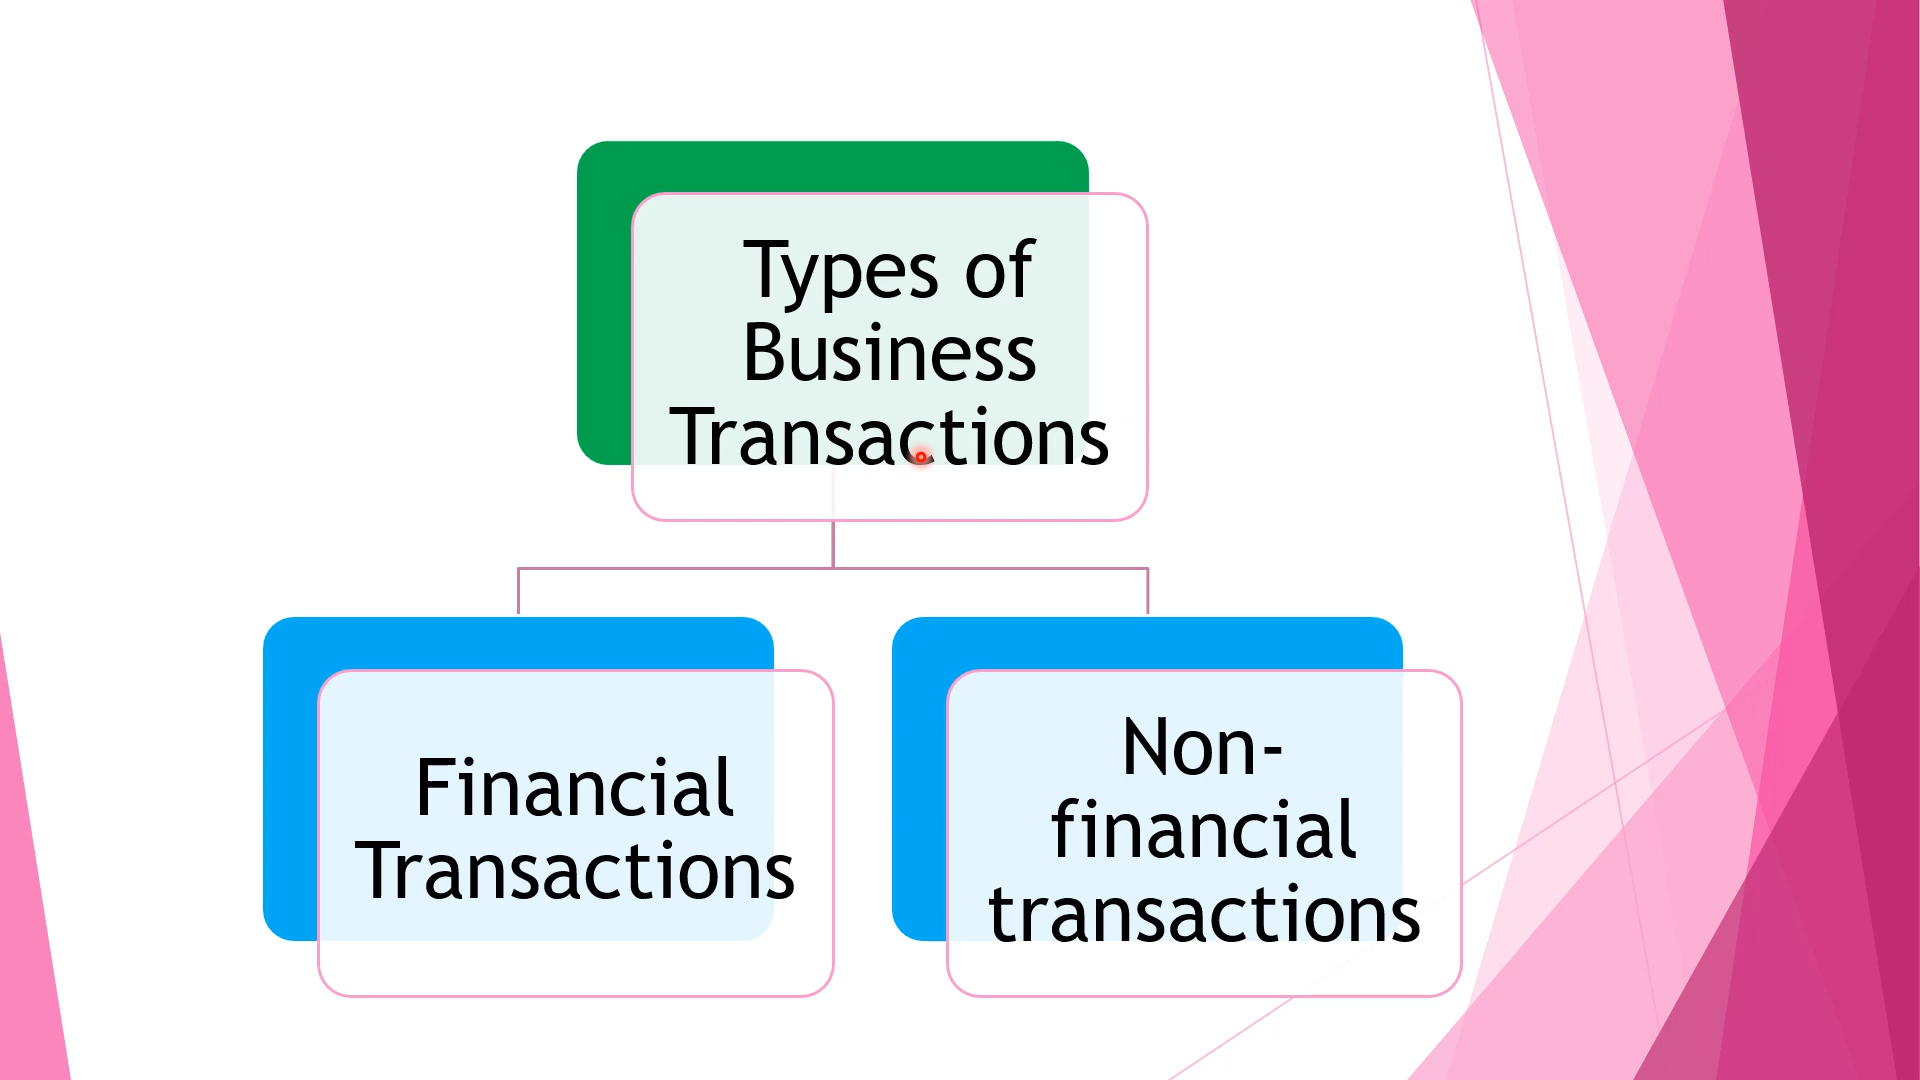 Types of
Business
Transactions
Financial
Transactions
Non-
financial
transactions